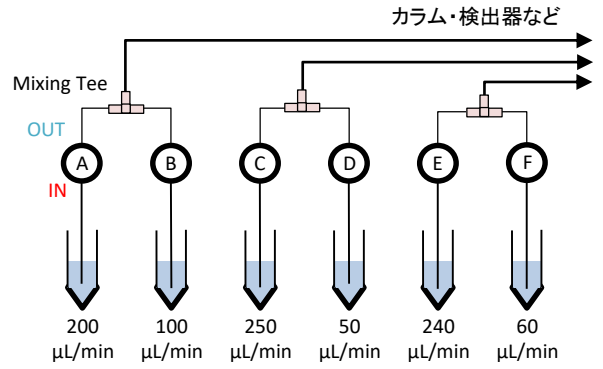 カラム・検出器など
Mixing Tee
OUT
A B C D E F
IN
200 100 250 50 240 60
µL/min µL/min µL/min µL/min µL/min µL/min